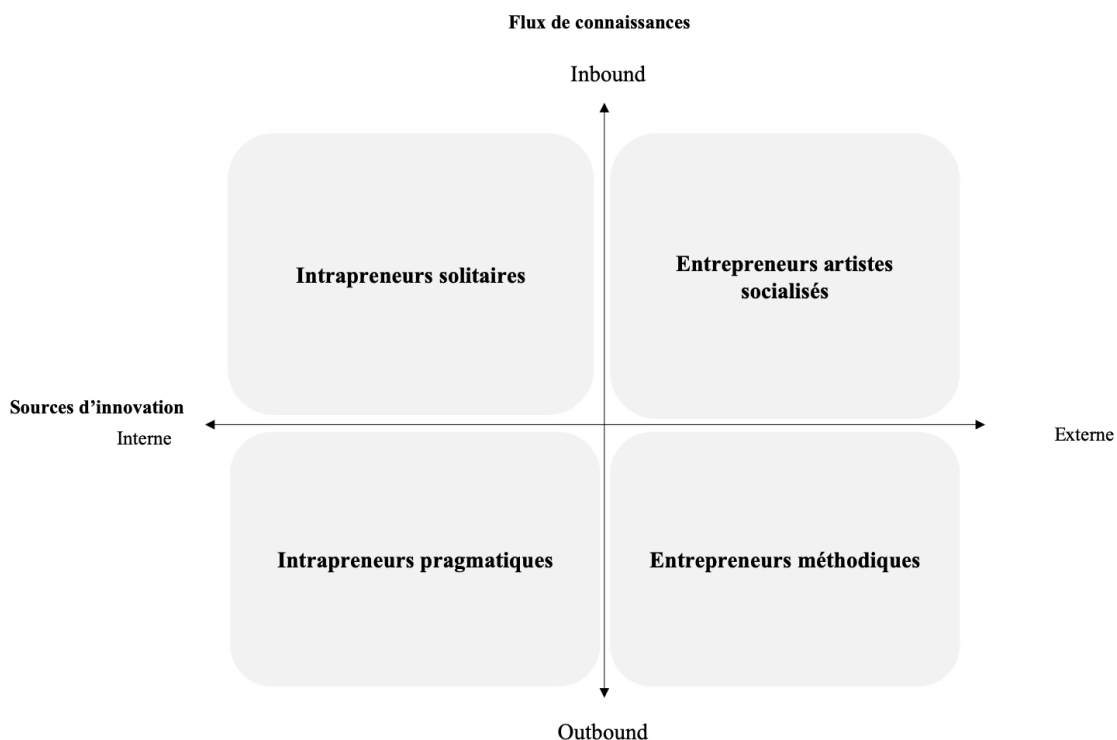 Flux de connaissances
Inbound
Intrapreneurs solitaires
Entrepreneurs artistes
socialisés
Sources d’innovation
Interne
Externe
Intrapreneurs pragmatiques
Entrepreneurs méthodiques
Outbound